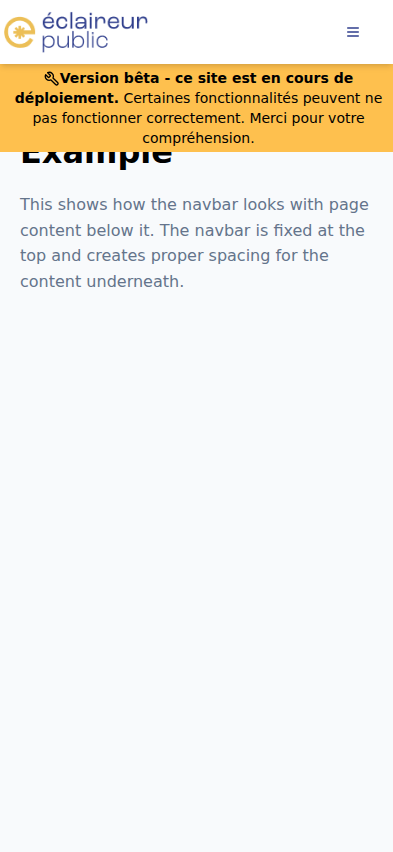 éclaireur
public
Version bêta - ce site est en cours de
déploiement. Certaines fonctionnalités peuvent ne
pas fonctionner correctement. Merci pour votre
compréhension.
Example
This shows how the navbar looks with page
content below it. The navbar is fixed at the
top and creates proper spacing for the
content underneath.